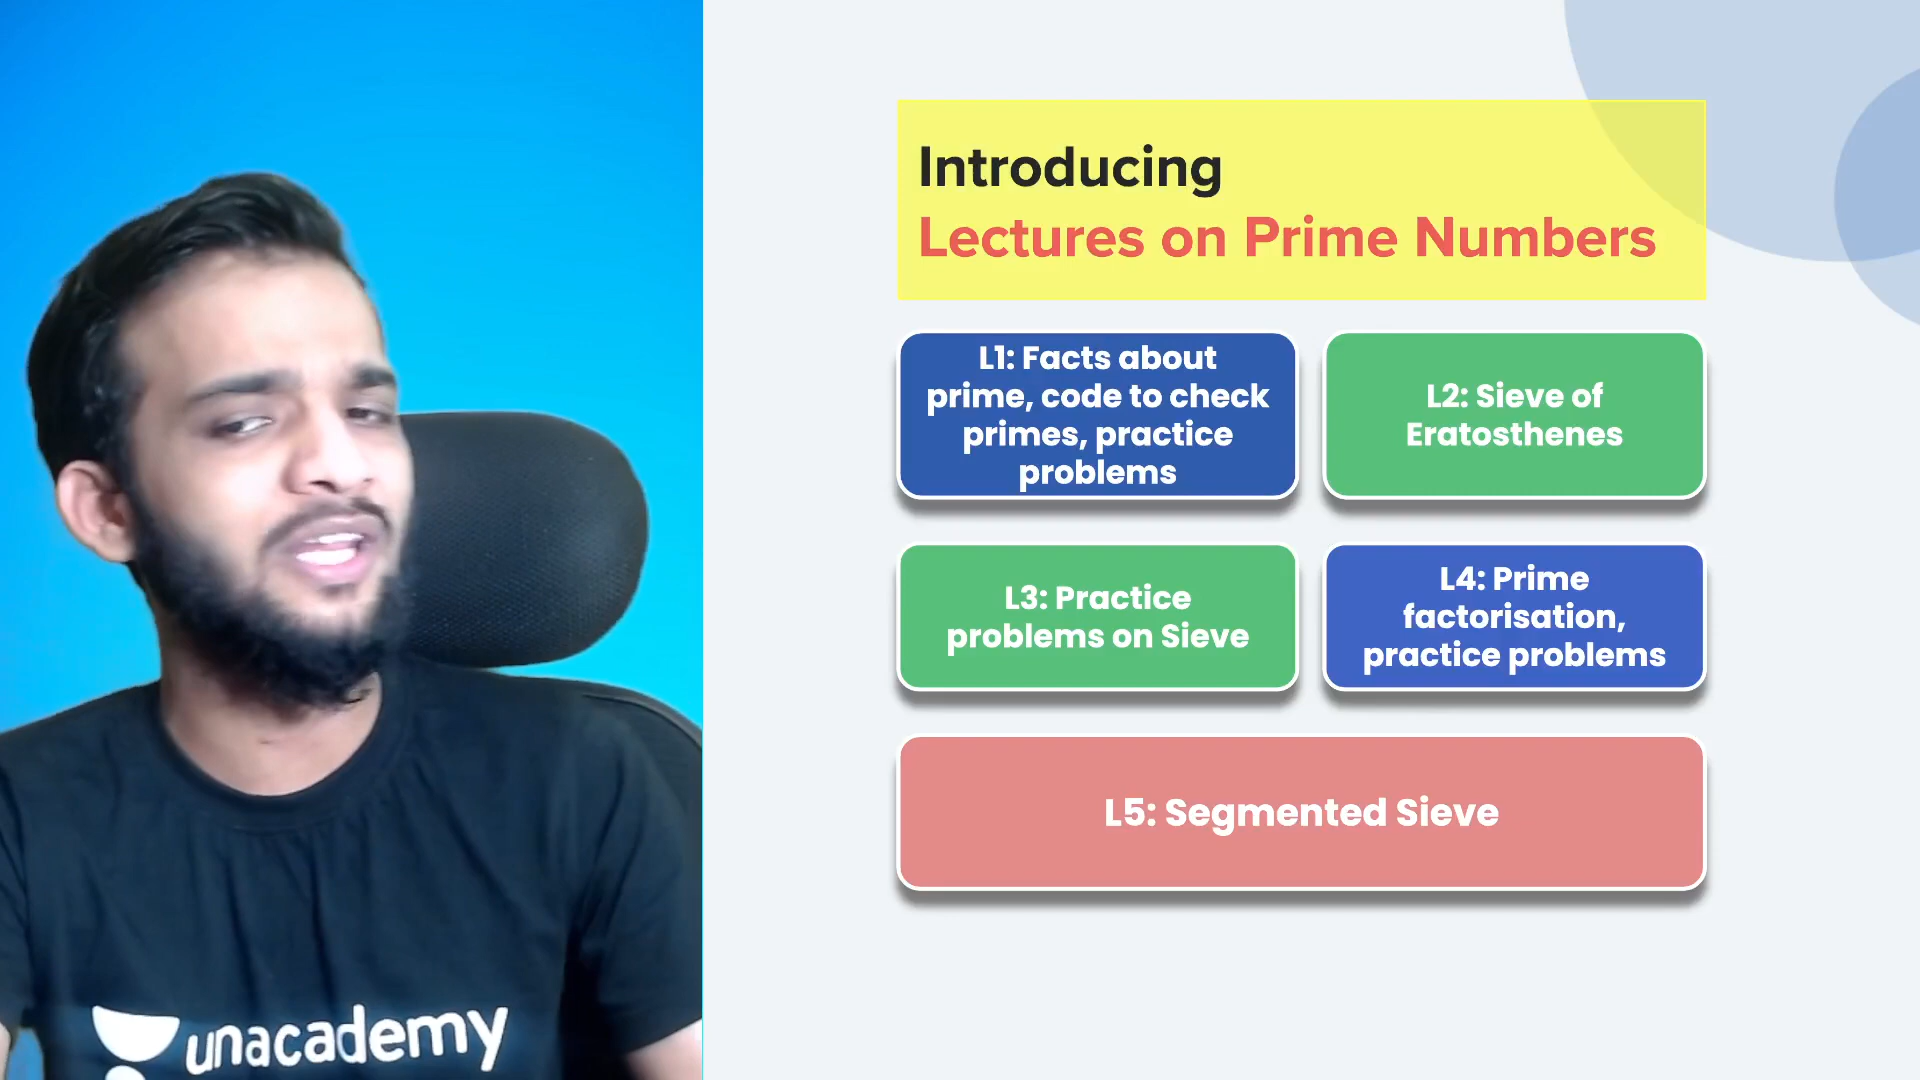 Introducing
Lectures on Prime Numbers
L1: Facts about
prime, code to check
primes, practice
problems
L2: Sieve of
Eratosthenes
L3: Practice
problems on Sieve
L4: Prime
factorisation,
practice problems
L5: Segmented Sieve
unacademy